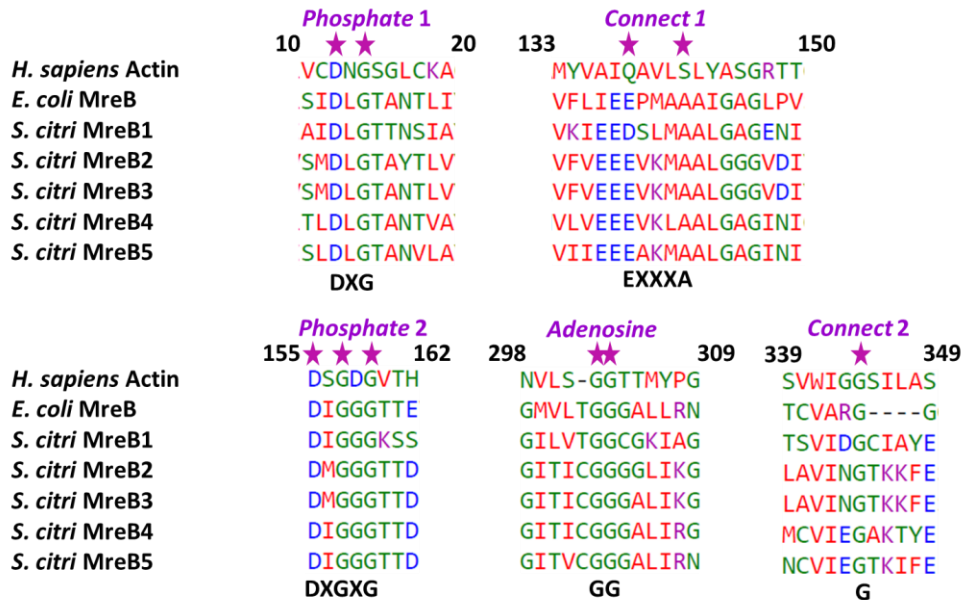 Phosphate 1 Connect 1
10 20 133 150
H. sapiens Actin VCDNGSGLCKA MYVAIQAVLSLYASGRTT
E. coli MreB SIDLGTANTLI VFLIEEPMAAAIGAGLPV
S. citri MreB1 AIDLGTTNSIA VKIEEDSLMAALGAGENI
S. citri MreB2 SMDLGTAYTLV VFVEEEVKMAALGGGVDI
S. citri MreB3 SMDLGTANTLV VFVEEEVKMAALGGGVDI
S. citri MreB4 TLDLGTANTVA VLVEEEVKLAALGAGINI
S. citri MreB5 SLDLGTANVLA VIIEEEAKMAALGAGINI
DXG EXXXA
Phosphate 2 Adenosine Connect 2
155 162 298 309 339 349
H. sapiens Actin DSGDGVTH NVLS-GGTTMYPG SVWIGGSILAS
E. coli MreB DIGGGTTE GMVLTGGGALLRN TCVARG----G
S. citri MreB1 DIGGGKSS GILVTGGCGKIAG TSVIDGCIAYE
S. citri MreB2 DMGGGTTD GITICGGGGLIKG LAVINGTKKFE
S. citri MreB3 DMGGGTTD GITICGGGALIKG LAVINGTKKFE
S. citri MreB4 DIGGGTTD GITICGGGALIRG MCVIEGAKTYE
S. citri MreB5 DIGGGTTD GITVCGGGALIRN NCVIEGTKIFE
DXGXG GG G